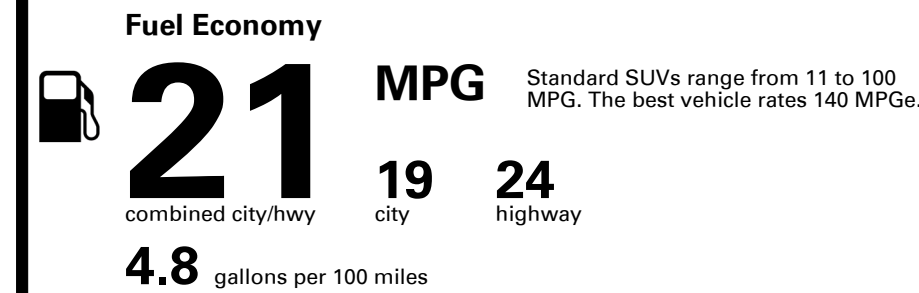 Fuel Economy
21
MPG
Standard SUVs range from 11 to 100
MPG. The best vehicle rates 140 MPGe.
19
24
combined city/hwy
city
highway
4.8 gallons per 100 miles